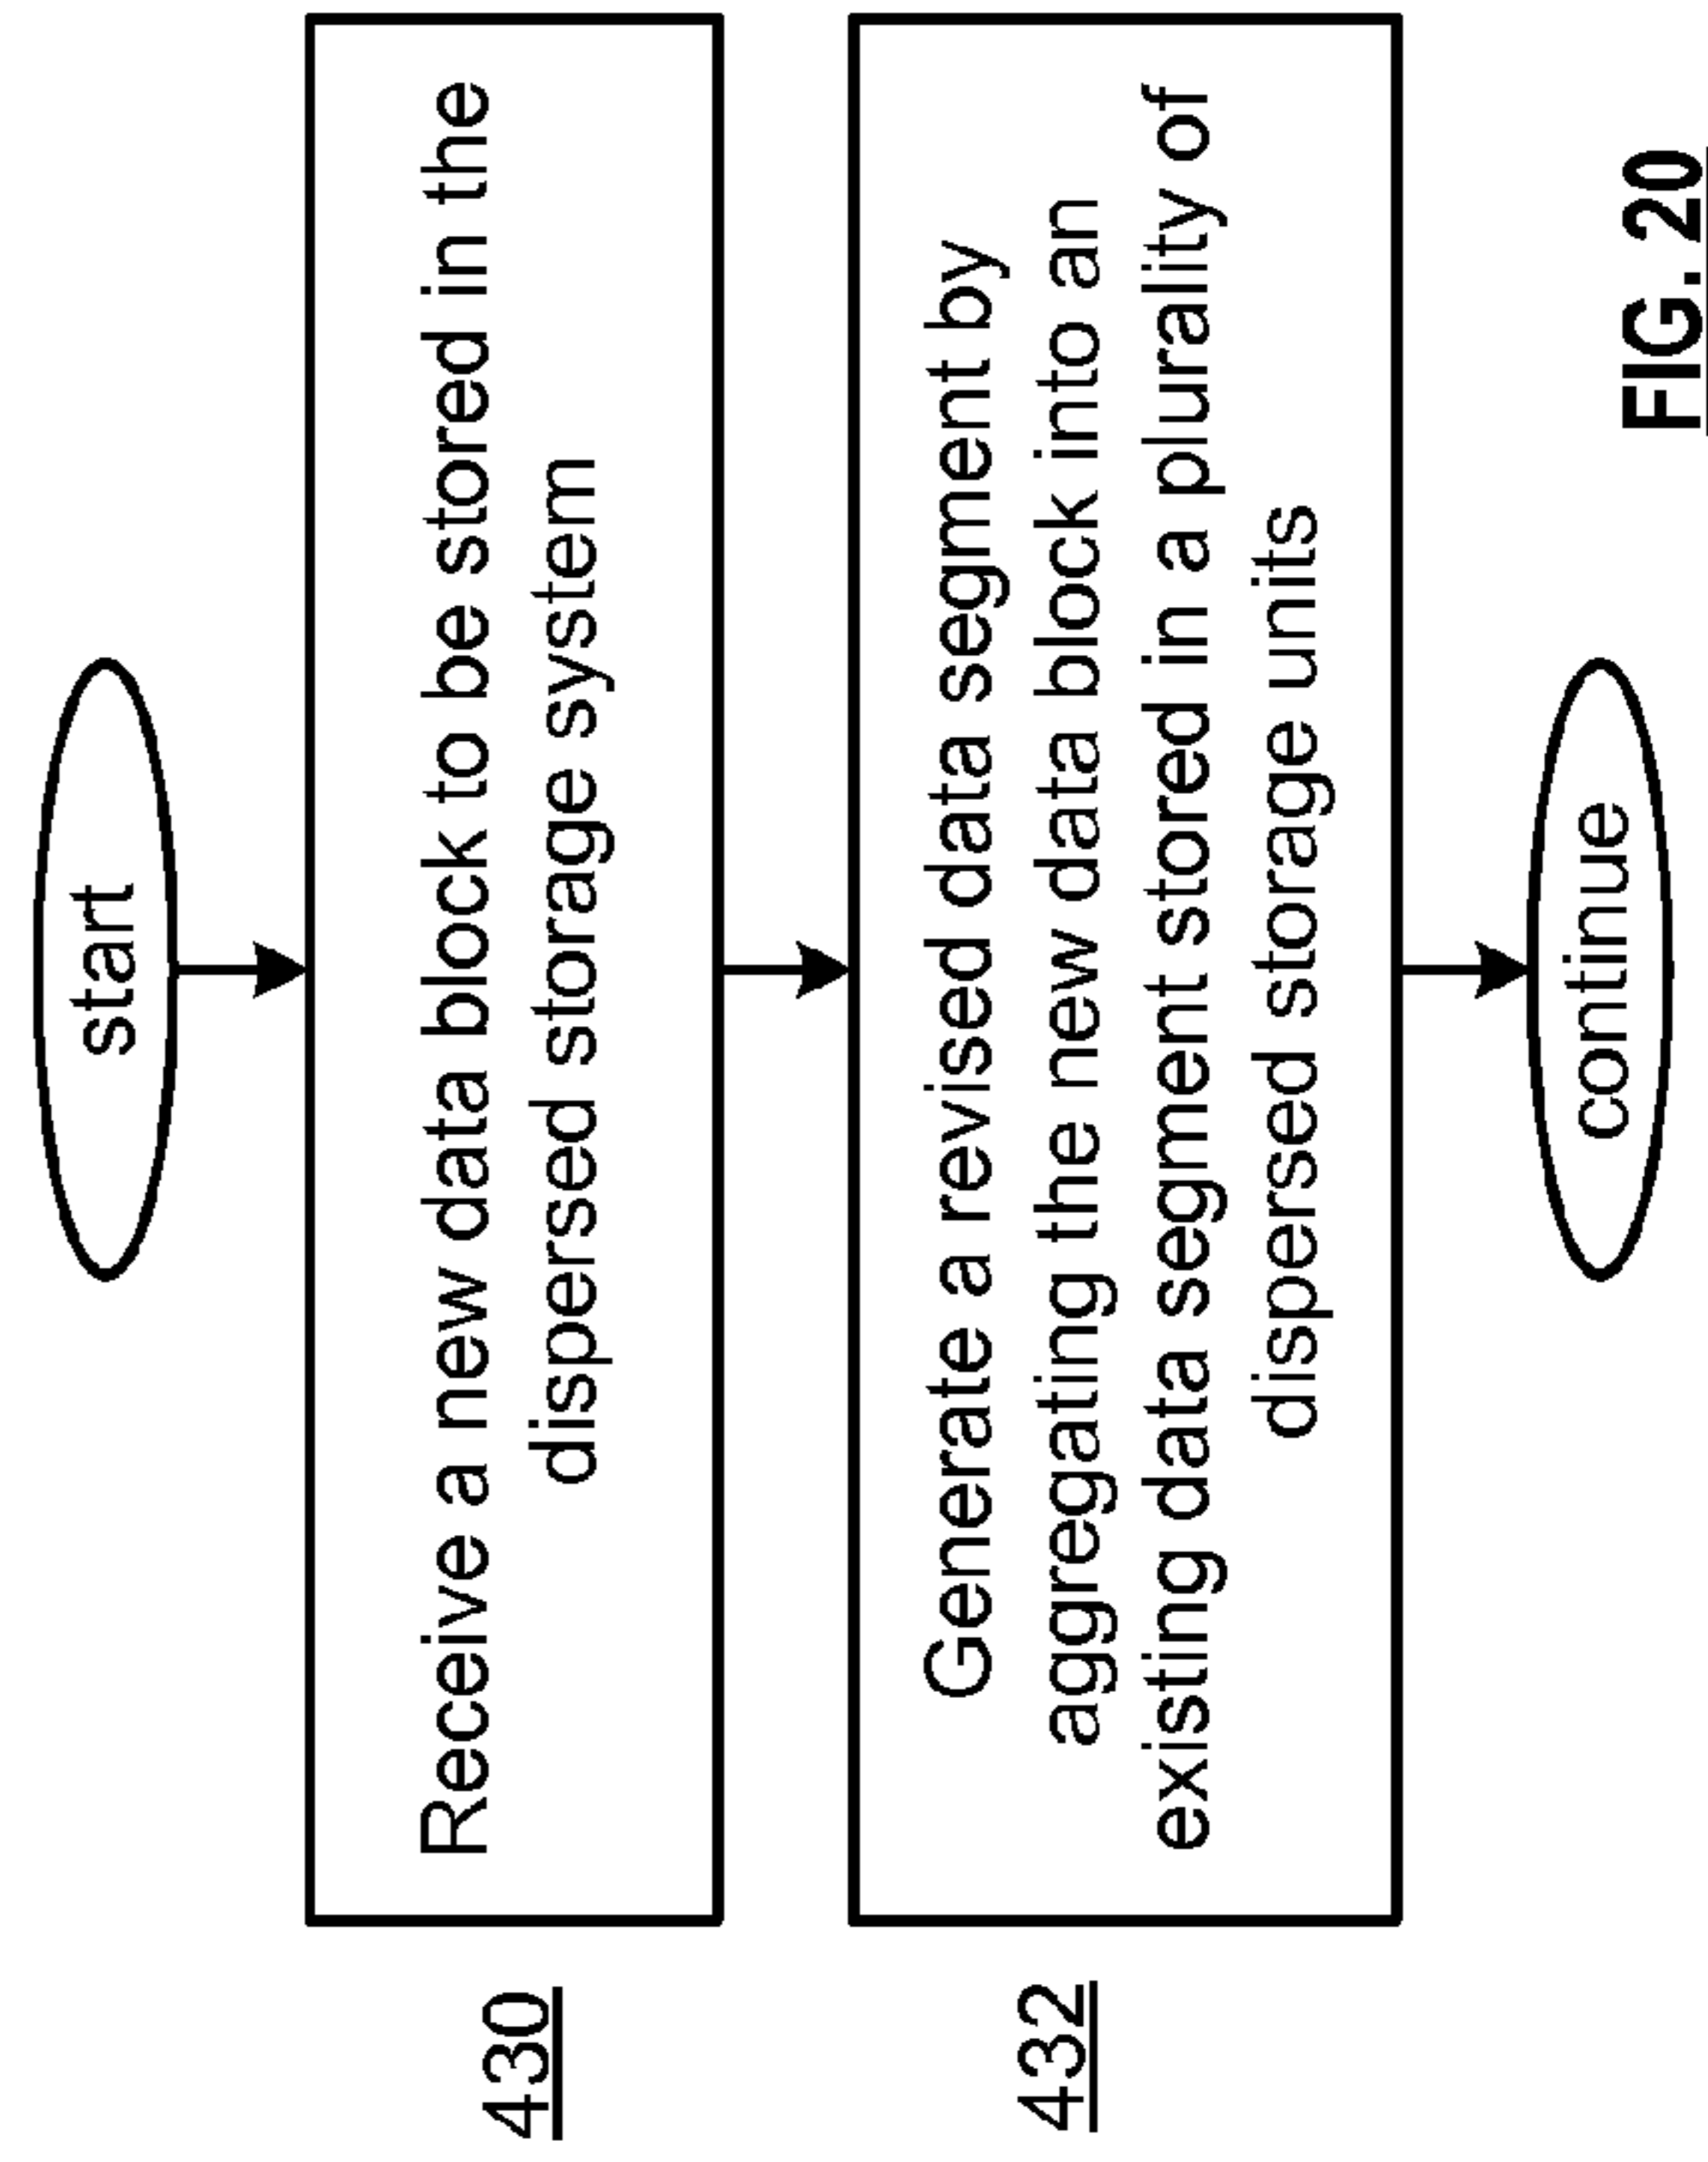 start
430
Receive a new data block to be stored in the
dispersed storage system
432
Generate a revised data segment by
aggregating the new data block into an
existing data segment stored in a plurality of
dispersed storage units
continue
FIG. 20